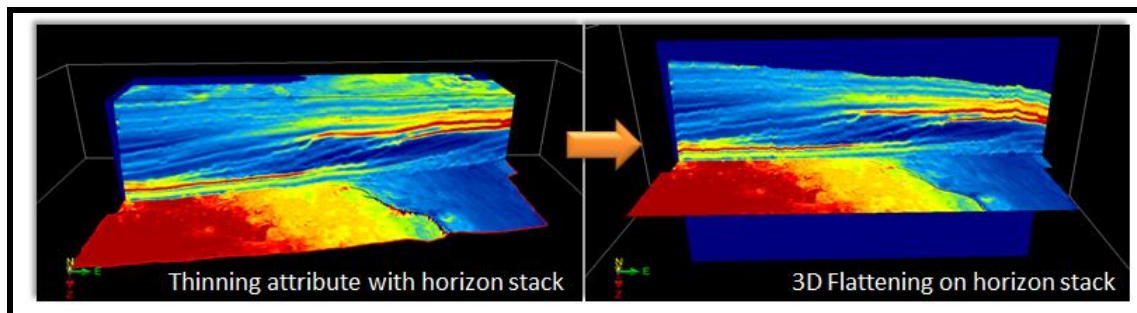 Thinning attribute with horizon stack
3D Flattening on horizon stack
N
E
Z
E
Z